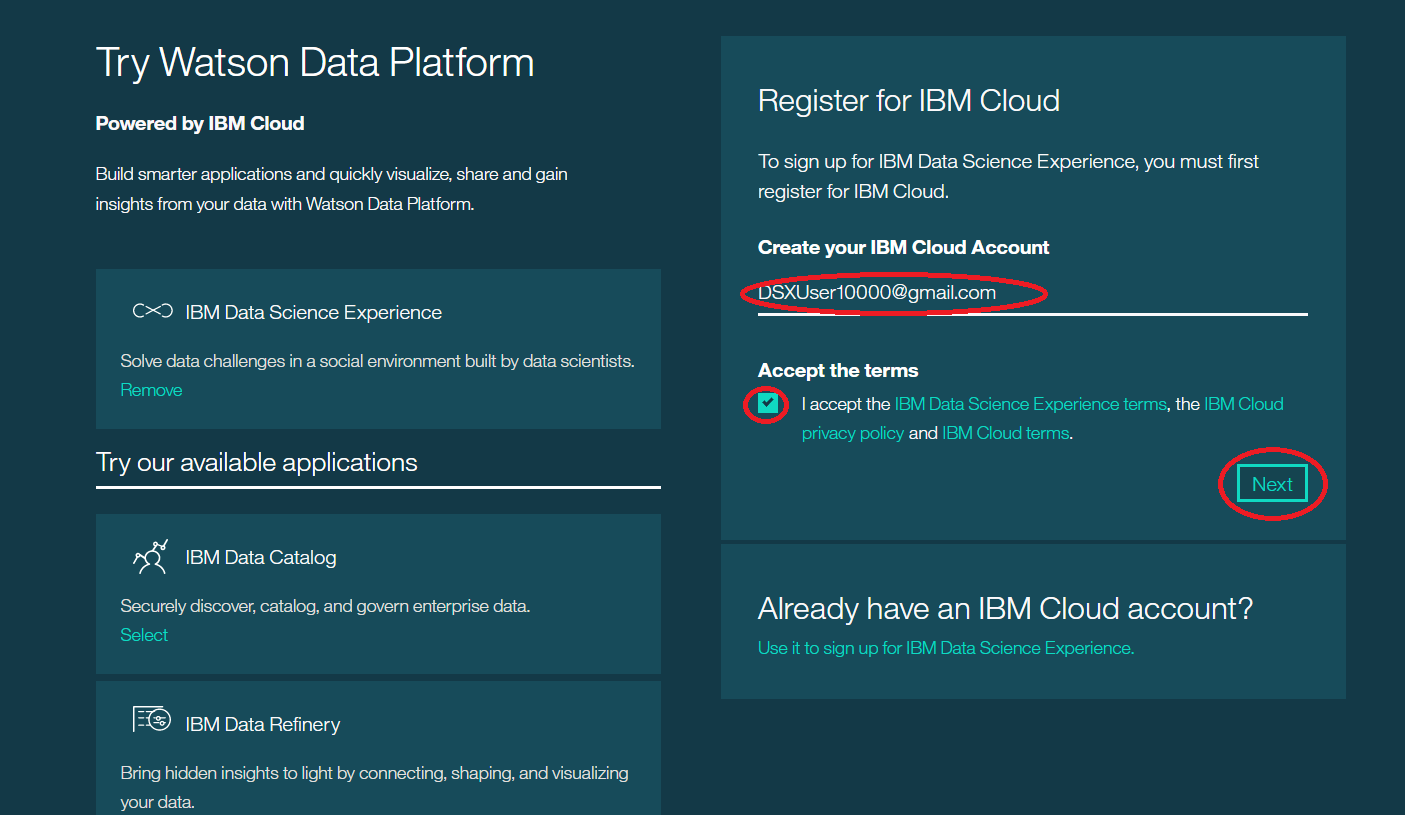 Try Watson Data Platform
Powered by IBM Cloud
Build smarter applications and quickly visualize, share and gain
insights from your data with Watson Data Platform.
IBM Data Science Experience
Solve data challenges in a social environment built by data scientists.
Remove
Try our available applications
IBM Data Catalog
Securely discover, catalog, and govern enterprise data.
Select
IBM Data Refinery
Bring hidden insights to light by connecting, shaping, and visualizing
your data.
Register for IBM Cloud
To sign up for IBM Data Science Experience, you must first
register for IBM Cloud.
Create your IBM Cloud Account
DSXUser10000@gmail.com
Accept the terms
I accept the IBM Data Science Experience terms, the IBM Cloud
privacy policy and IBM Cloud terms.
Next
Already have an IBM Cloud account?
Use it to sign up for IBM Data Science Experience.